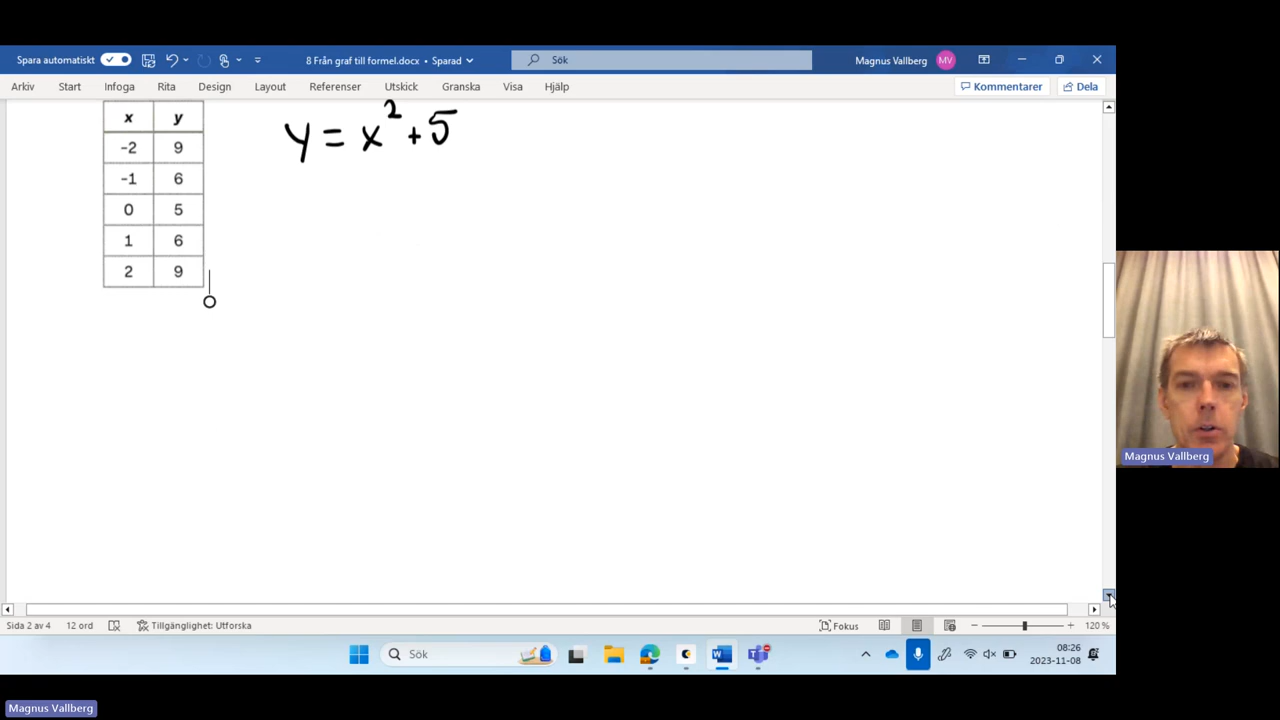 Spara automatiskt 8 Från graf till formel.docx • Sparad Sök Magnus Vallberg MV
Arkiv Start Infoga Rita Design Layout Referenser Utskick Granska Visa Hjälp Kommentarer Dela
x y
-2 9
-1 6
0 5
1 6
2 9
y = x² + 5
Magnus Vallberg
Sida 2 av 4 12 ord Tillgänglighet: Utforska Fokus 120 %
Sök 08:26
2023-11-08
Magnus Vallberg